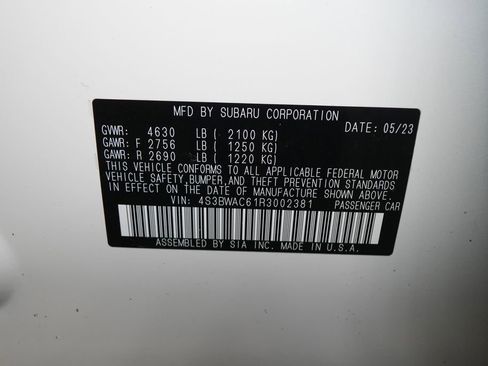 MFD BY SUBARU CORPORATION
GVWR: 4630 LB ( 2100 KG) DATE: 05/23
GAWR: F 2756 LB ( 1250 KG)
GAWR: R 2690 LB ( 1220 KG)
THIS VEHICLE CONFORMS TO ALL APPLICABLE FEDERAL MOTOR
VEHICLE SAFETY,BUMPER,AND THEFT PREVENTION STANDARDS
IN EFFECT ON THE DATE OF MANUFACTURE SHOWN ABOVE.
VIN: 4S3BWAC61R3002381 PASSENGER CAR
ASSEMBLED BY SIA INC. MADE IN U.S.A.